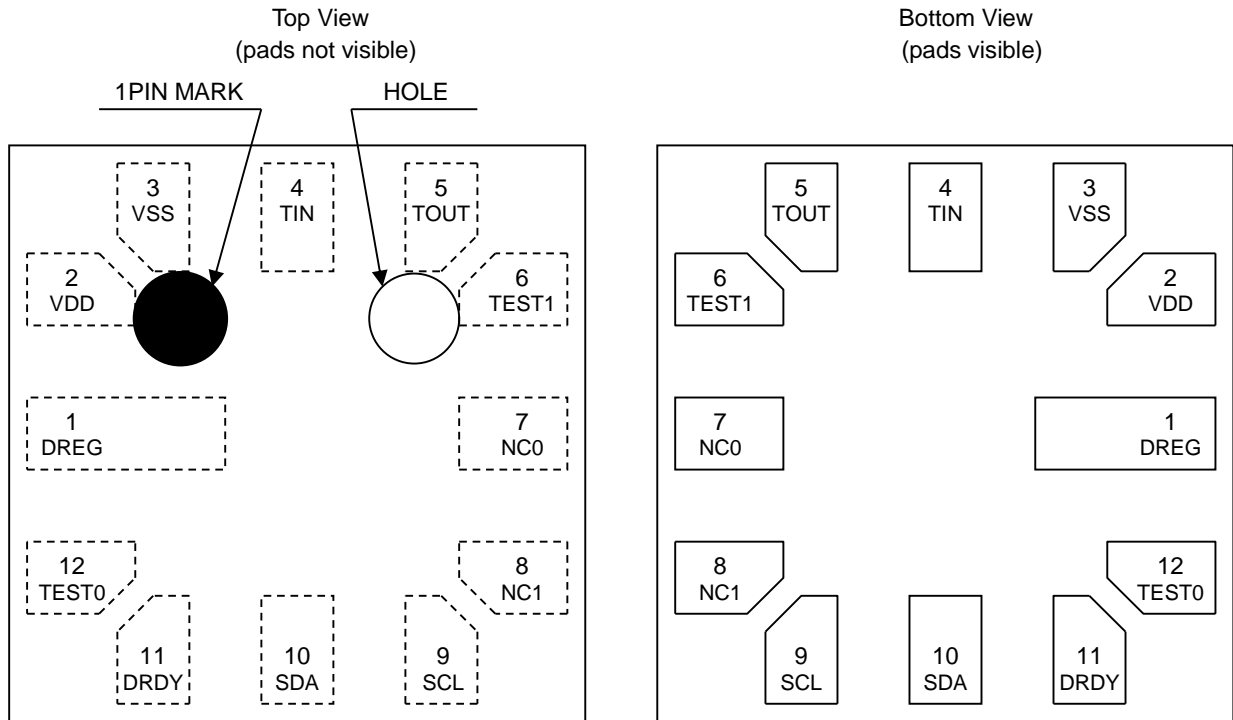 Top View
(pads not visible)
1PIN MARK
HOLE
3
VSS
4
TIN
5
TOUT
2
VDD
6
TEST1
1
DREG
7
NC0
12
TEST0
8
NC1
11
DRDY
10
SDA
9
SCL
Bottom View
(pads visible)
5
TOUT
4
TIN
3
VSS
6
TEST1
2
VDD
7
NC0
1
DREG
8
NC1
12
TEST0
9
SCL
10
SDA
11
DRDY